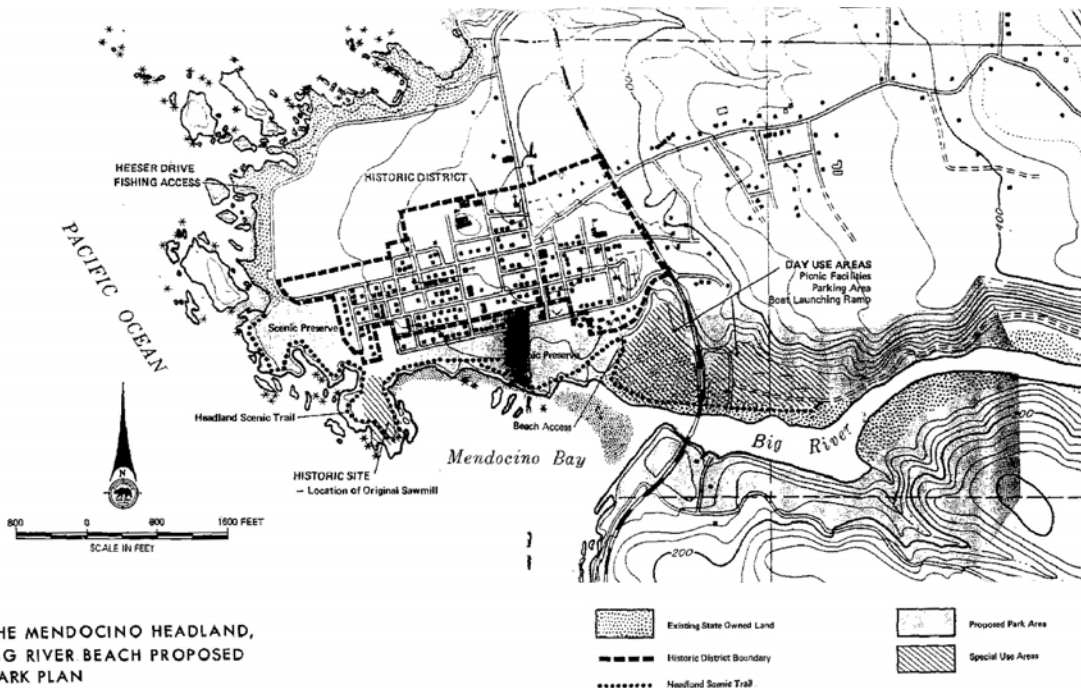 HEESER DRIVE
FISHING ACCESS
HISTORIC DISTRICT
PACIFIC OCEAN
400
DAY USE AREAS
Picnic Facilities
Parking Area
Boat Launching Ramp
Scenic Preserve
Preserve
Headland Scenic Trail
Beach Access
Big River
Mendocino Bay
HISTORIC SITE
— Location of Original Sawmill
N
800 0 800 1600 FEET
SCALE IN FEET
200
HE MENDOCINO HEADLAND,
G RIVER BEACH PROPOSED
ARK PLAN
Existing State Owned Land
Historic District Boundary
Headland Scenic Trail
Proposed Park Area
Special Use Areas